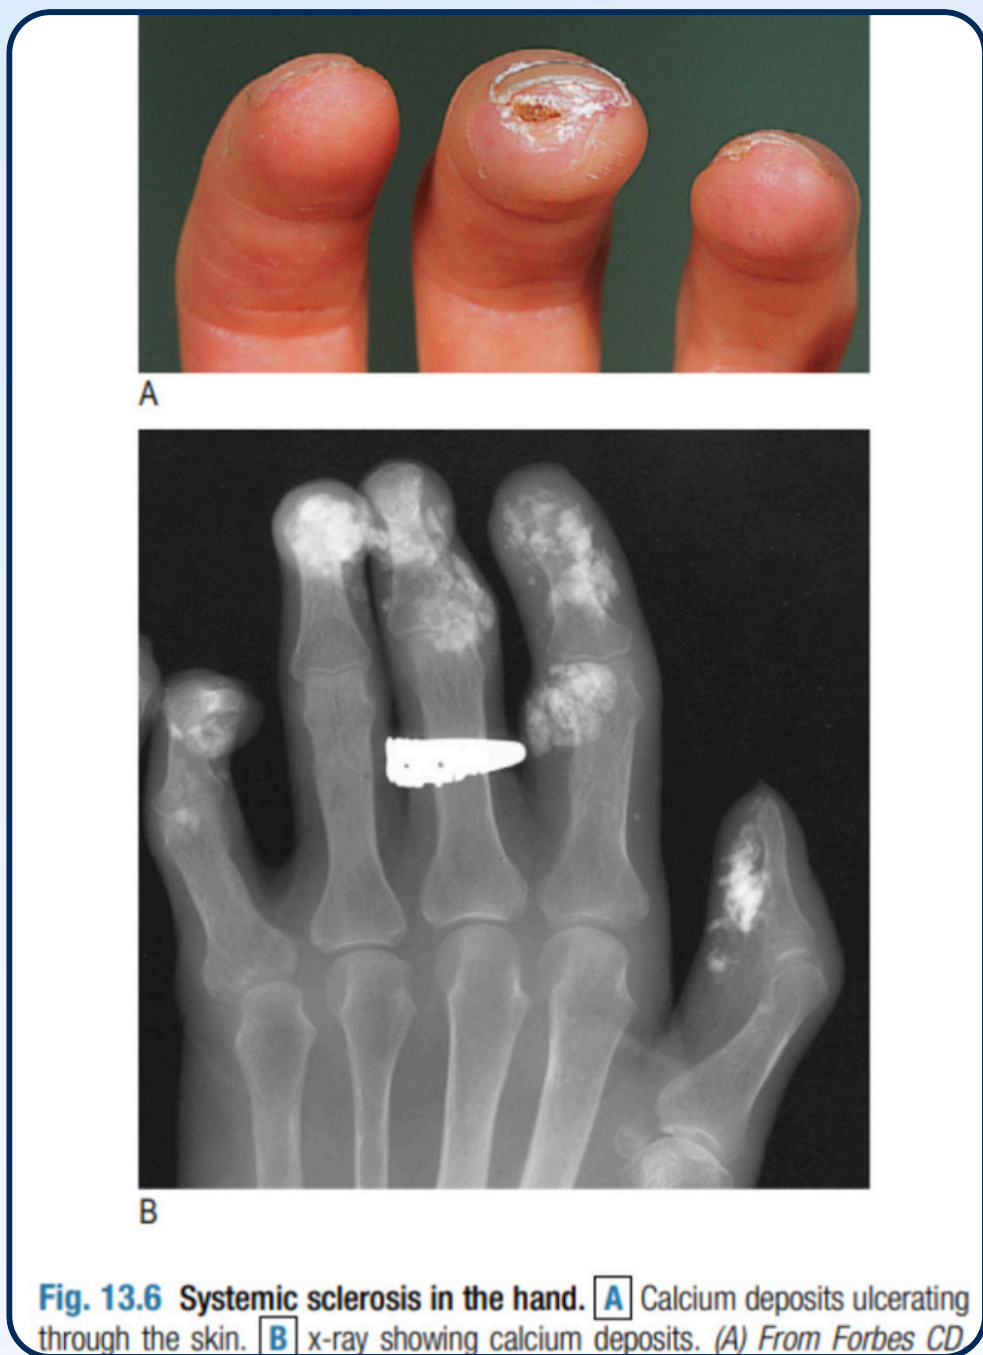 A
B
Fig. 13.6 Systemic sclerosis in the hand. A Calcium deposits ulcerating
through the skin. B x-ray showing calcium deposits. (A) From Forbes CD,